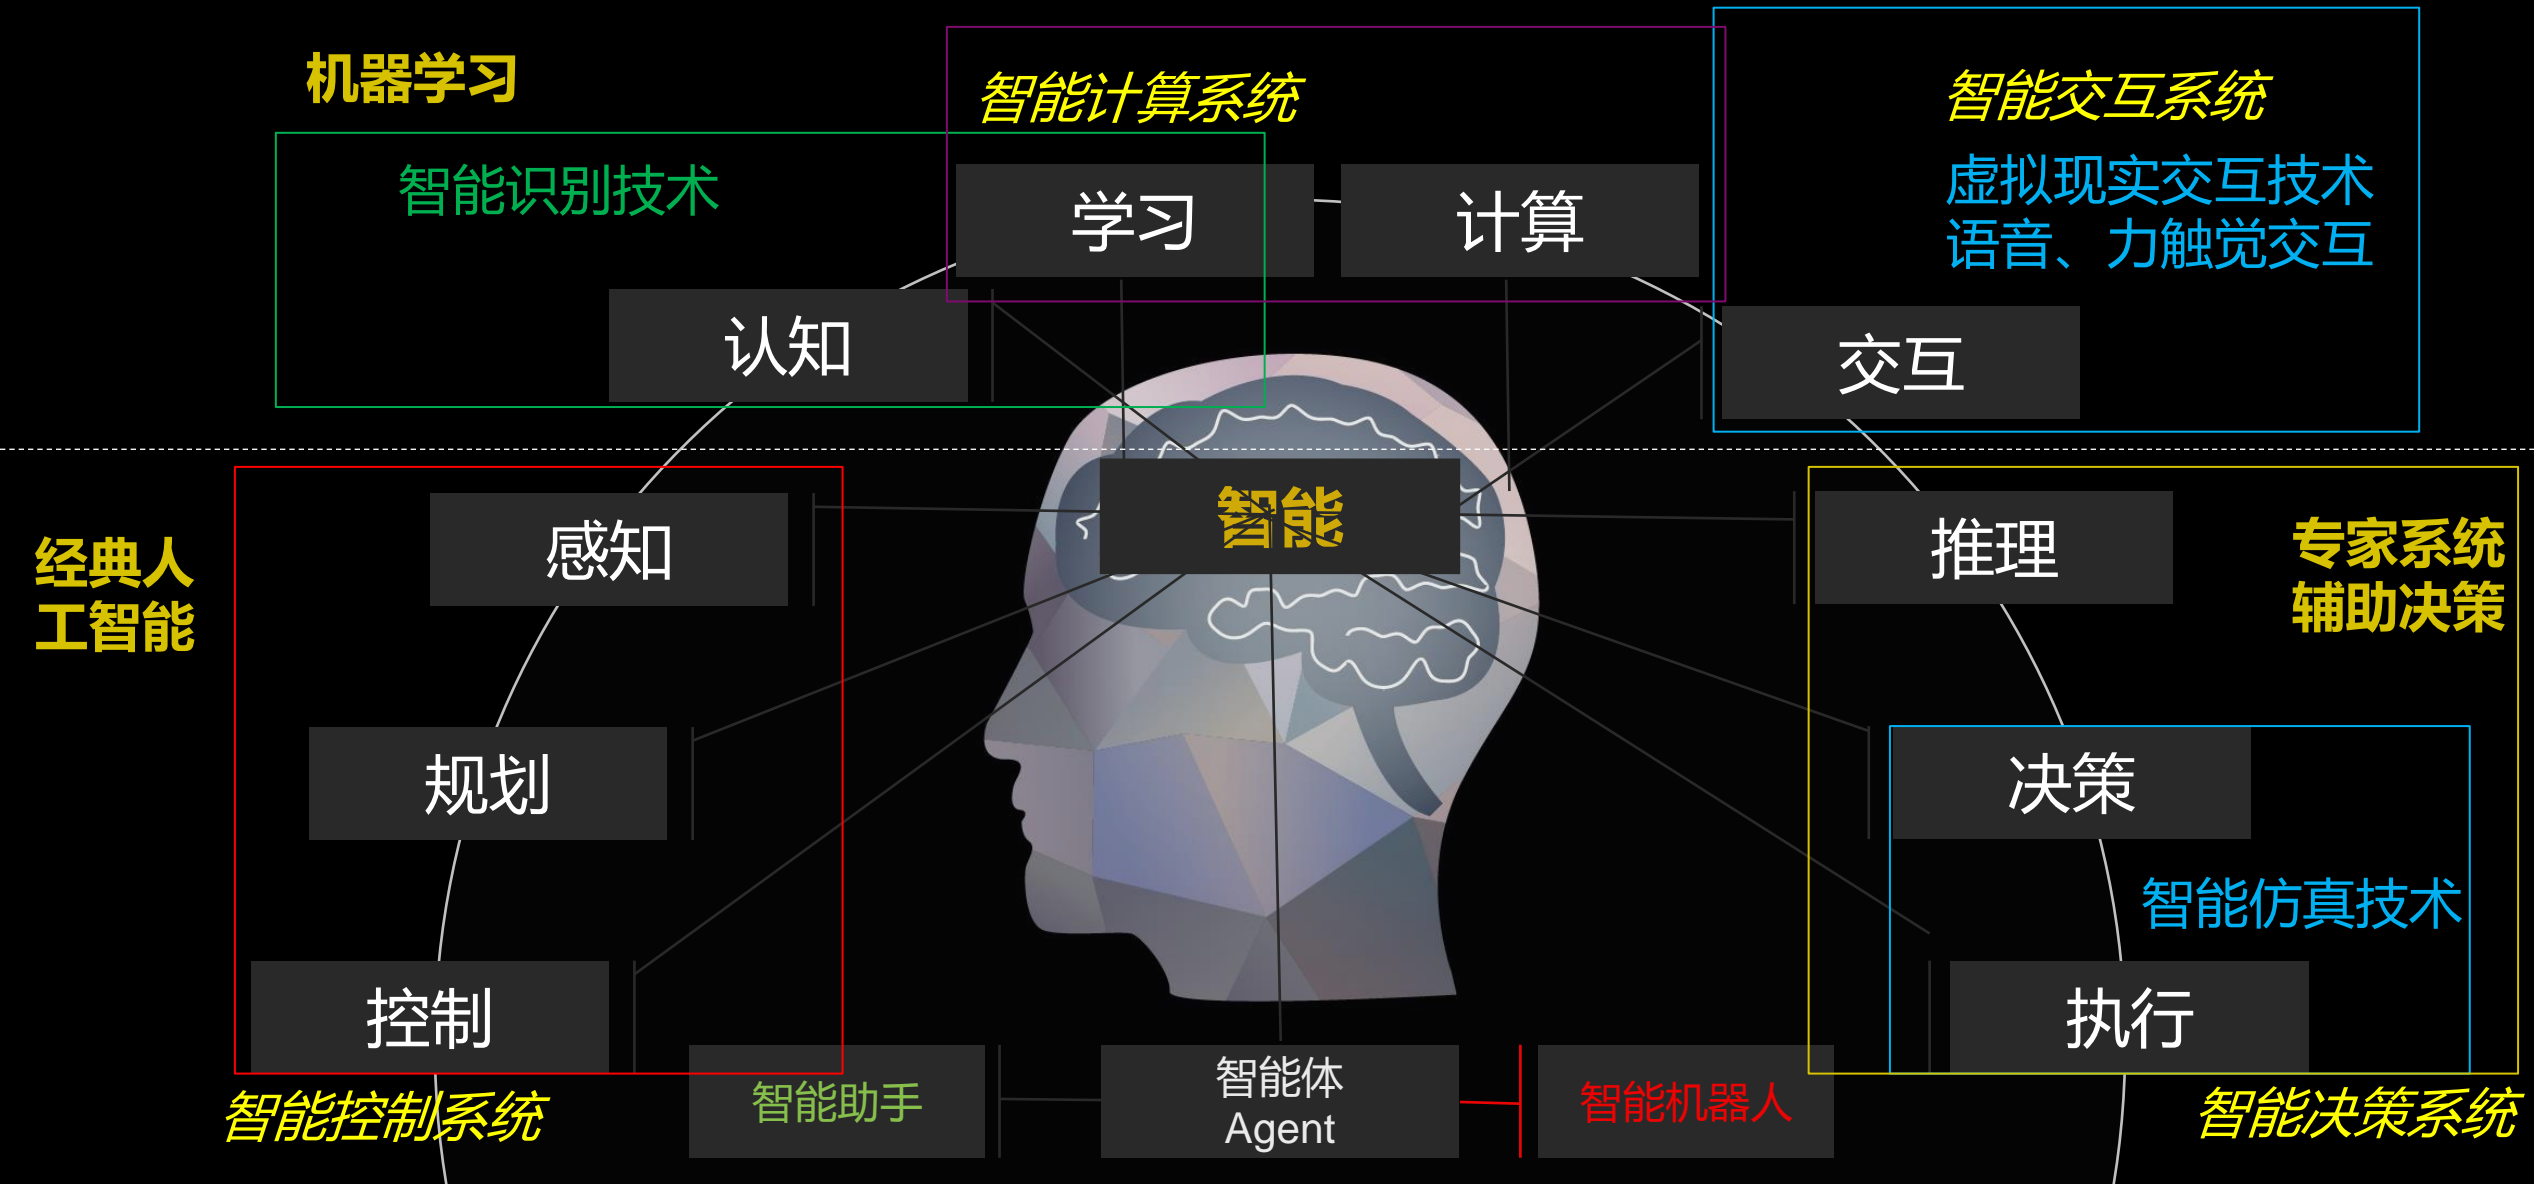 机器学习
智能计算系统
智能交互系统
智能识别技术
虚拟现实交互技术
语音、力触觉交互
学习
计算
认知
交互
智能
感知
推理
经典人
工智能
专家系统
辅助决策
规划
决策
智能仿真技术
控制
执行
智能控制系统
智能助手
智能体
Agent
智能机器人
智能决策系统